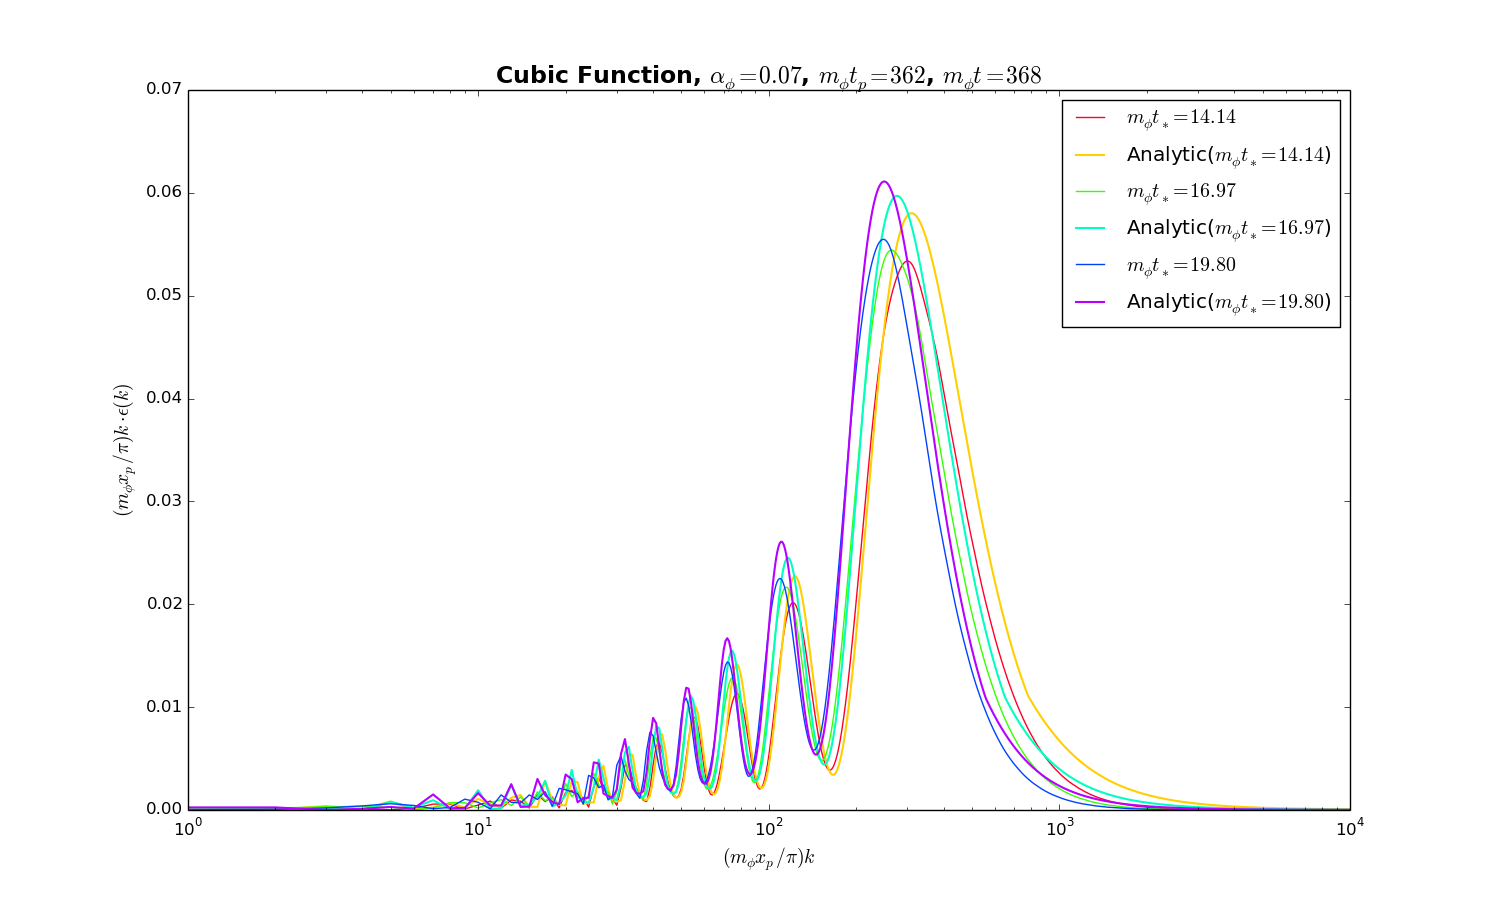 Cubic Function, α_ϕ=0.07, m_ϕt_p=362, m_ϕt=368
0.07
0.06
0.05
0.04
0.03
0.02
0.01
0.00
(m_ϕx_p/π)k·ϵ(k)
m_ϕt_*=14.14
Analytic(m_ϕt_*=14.14)
m_ϕt_*=16.97
Analytic(m_ϕt_*=16.97)
m_ϕt_*=19.80
Analytic(m_ϕt_*=19.80)
10^0 10^1 10^2 10^3 10^4
(m_ϕx_p/π)k